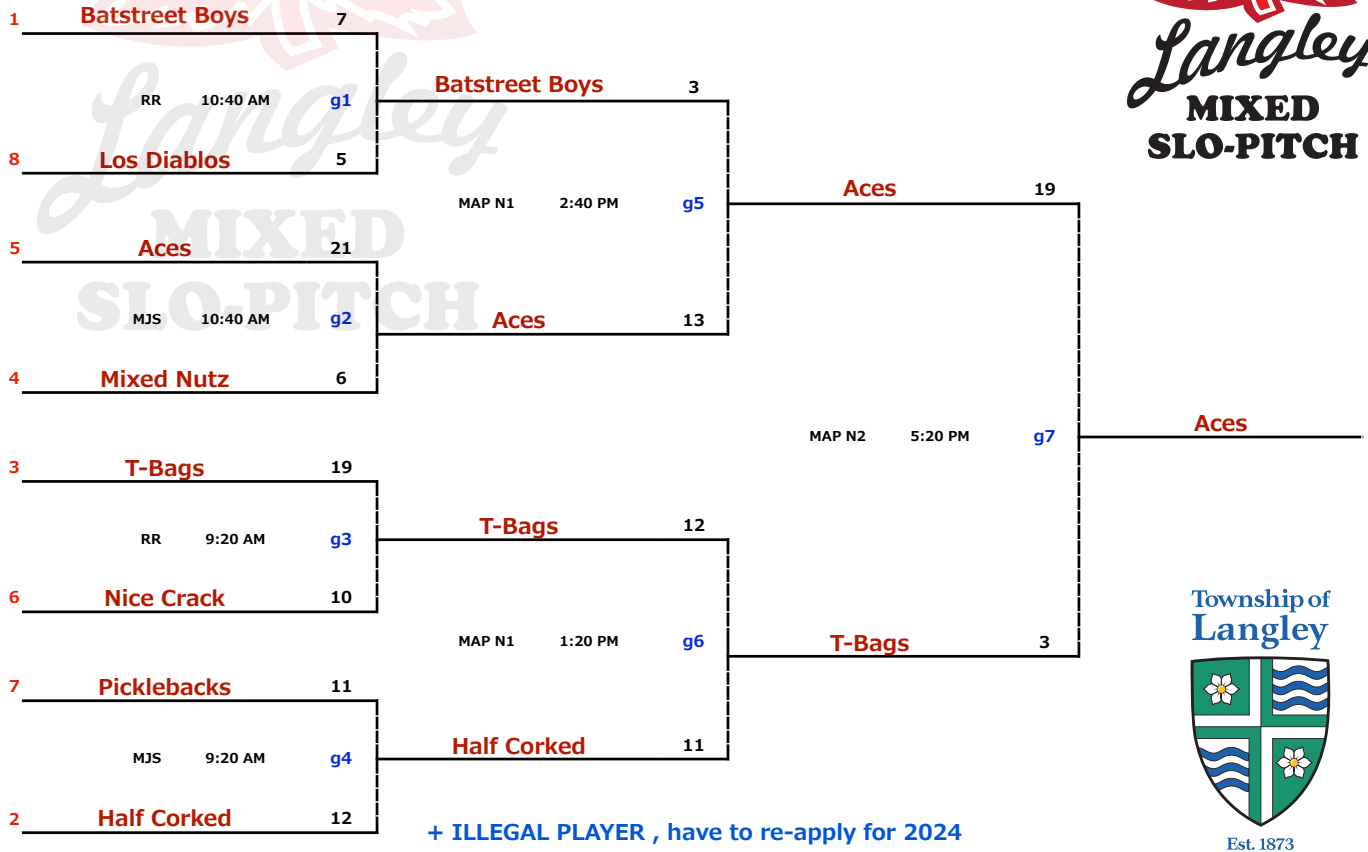 1 Batstreet Boys 7
RR 10:40 AM g1
8 Los Diablos 5
5 Aces 21
MJS 10:40 AM g2
4 Mixed Nutz 6
3 T-Bags 19
RR 9:20 AM g3
6 Nice Crack 10
7 Picklebacks 11
MJS 9:20 AM g4
2 Half Corked 12
Batstreet Boys 3
MAP N1 2:40 PM g5
Aces 13
T-Bags 12
MAP N1 1:20 PM g6
Half Corked 11
Aces 19
MAP N2 5:20 PM g7
T-Bags 3
Aces
+ ILLEGAL PLAYER , have to re-apply for 2024
Langley
MIXED
SLO-PITCH
Langley
MIXED
SLO-PITCH
Township of
Langley
Est. 1873